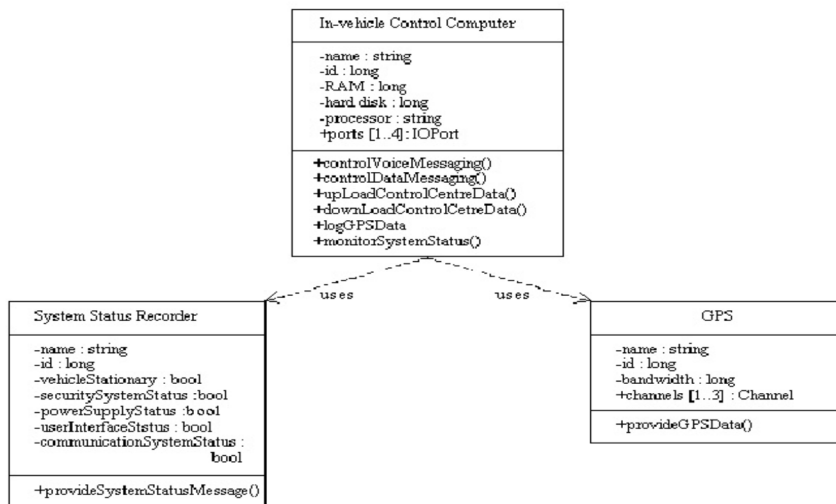 In-vehicle Control Computer
-name : string
-id : long
-RAM : long
-hard disk : long
-processor : string
+ports [1..4] : IOPort
+controlVoiceMessaging()
+controlDataMessaging()
+upLoadControlCentreData()
+downLoadControlCetreData()
+logGPSData
+monitorSystemStatus()
uses
uses
System Status Recorder
-name : string
-id : long
-vehicleStationary : bool
-securitySystemStatus :bool
-powerSupplyStatus :bool
-userInterfaceStstus : bool
-communicationSystemStatus :
bool
+provideSystemStatusMessage()
GPS
-name : string
-id : long
-bandwidth : long
+channels [1..3] : Channel
+provideGPSData()